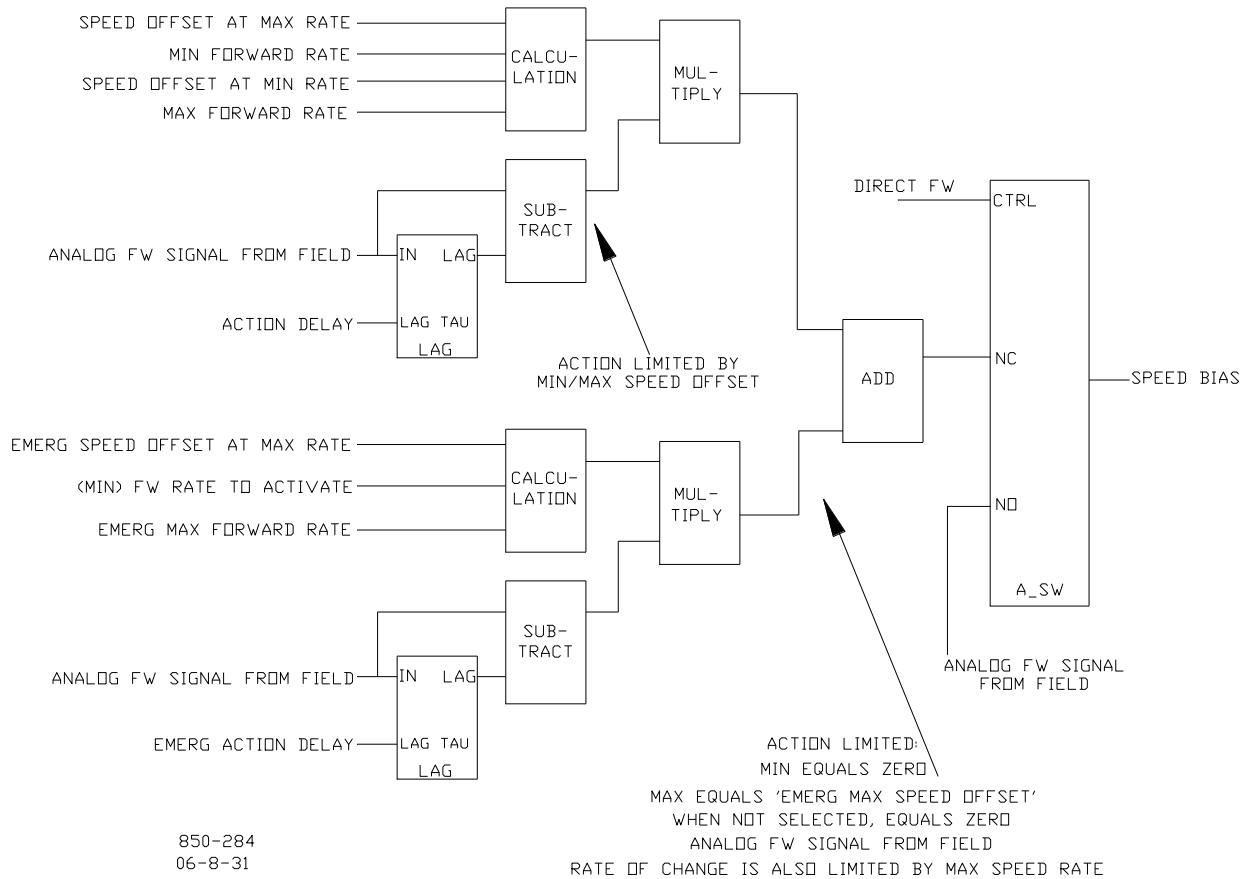 SPEED OFFSET AT MAX RATE
MIN FORWARD RATE
SPEED OFFSET AT MIN RATE
MAX FORWARD RATE
CALCU-
LATION
MUL-
TIPLY
SUB-
TRACT
ANALOG FW SIGNAL FROM FIELD
IN LAG
ACTION DELAY
LAG TAU
LAG
ACTION LIMITED BY
MIN/MAX SPEED OFFSET
DIRECT FW
CTRL
NC
NO
A_SW
ADD
SPEED BIAS
EMERG SPEED OFFSET AT MAX RATE
(MIN) FW RATE TO ACTIVATE
EMERG MAX FORWARD RATE
CALCU-
LATION
MUL-
TIPLY
SUB-
TRACT
ANALOG FW SIGNAL FROM FIELD
IN LAG
EMERG ACTION DELAY
LAG TAU
LAG
ANALOG FW SIGNAL
FROM FIELD
ACTION LIMITED:
MIN EQUALS ZERO
MAX EQUALS 'EMERG MAX SPEED OFFSET'
WHEN NOT SELECTED, EQUALS ZERO
ANALOG FW SIGNAL FROM FIELD
RATE OF CHANGE IS ALSO LIMITED BY MAX SPEED RATE
850-284
06-8-31